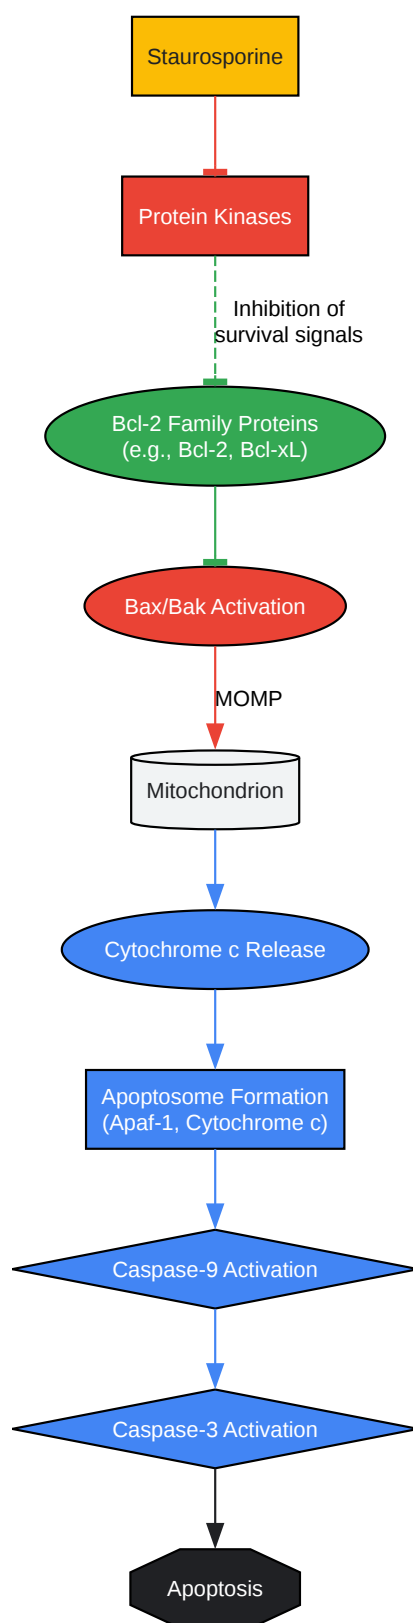 Staurosporine
Protein Kinases
Inhibition of
survival signals
Bcl-2 Family Proteins
(e.g., Bcl-2, Bcl-xL)
Bax/Bak Activation
MOMP
Mitochondrion
Cytochrome c Release
Apoptosome Formation
(Apaf-1, Cytochrome c)
Caspase-9 Activation
Caspase-3 Activation
Apoptosis